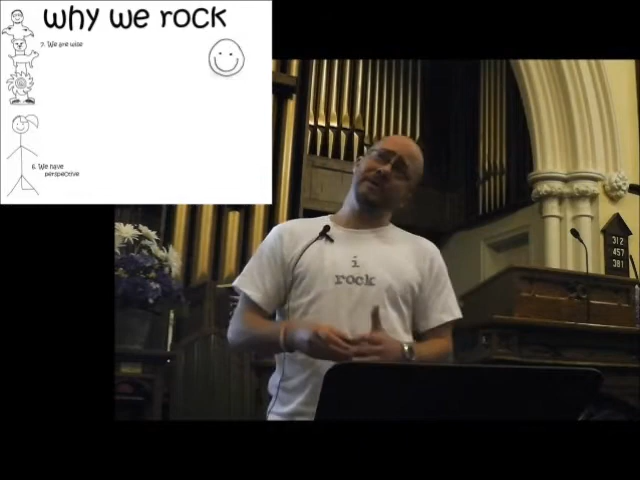 why we rock
7. We are wise
6. We have
perspective
i
rock
312
457
381